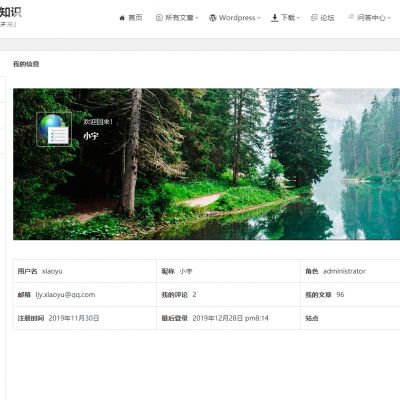 知识
首页 所有文章 Wordpress 下载 论坛 问答中心
我的信息
欢迎回来！
小宇
用户名 xiaoyu 昵称 小宇 角色 administrator
邮箱 ljy.xiaoyu@qq.com 我的评论 2 我的文章 96
注册时间 2019年11月30日 最后登录 2019年12月28日 pm8:14 站点